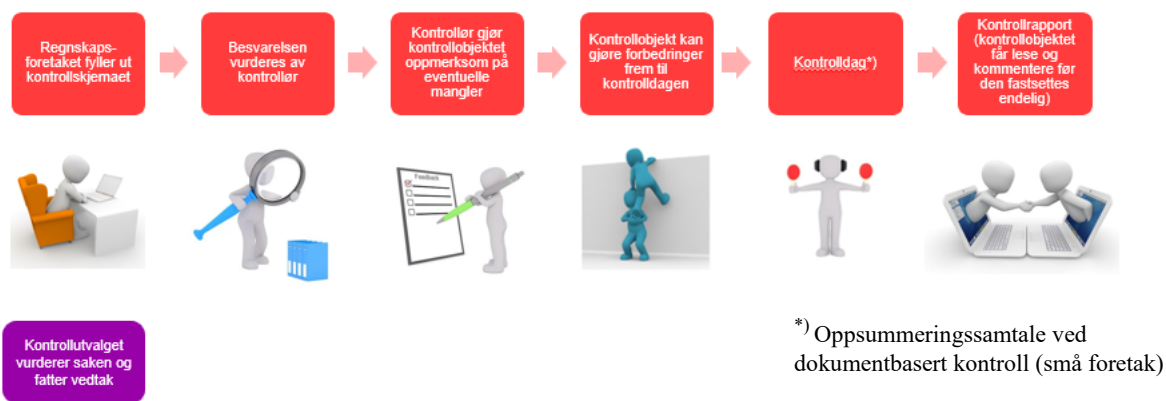 Regnskaps-
foretaket fyller ut
kontrollskjemaet
Besvarelsen
vurderes av
kontrollør
Kontrollør gjør
kontrollobjektet
oppmerksom på
eventuelle
mangler
Kontrollobjekt kan
gjøre forbedringer
frem til
kontrolldagen
Kontrolldag*)
Kontrollrapport
(kontrollobjektet
får lese og
kommentere før
den fastsettes
endelig)
Feedback
Kontrollutvalget
vurderer saken og
fatter vedtak
*) Oppsummeringssamtale ved
dokumentbasert kontroll (små foretak)